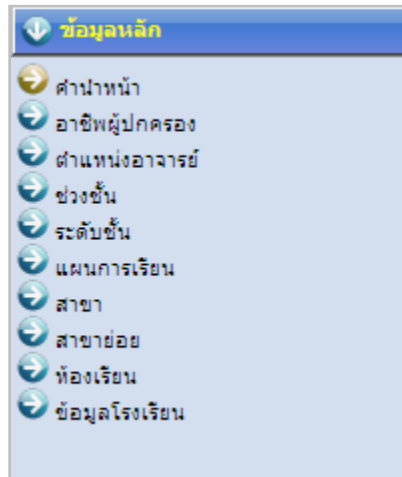 ข้อมูลหลัก
คำนำหน้า
อาชีพผู้ปกครอง
ตำแหน่งอาจารย์
ช่วงชั้น
ระดับชั้น
แผนการเรียน
สาขา
สาขาย่อย
ห้องเรียน
ข้อมูลโรงเรียน